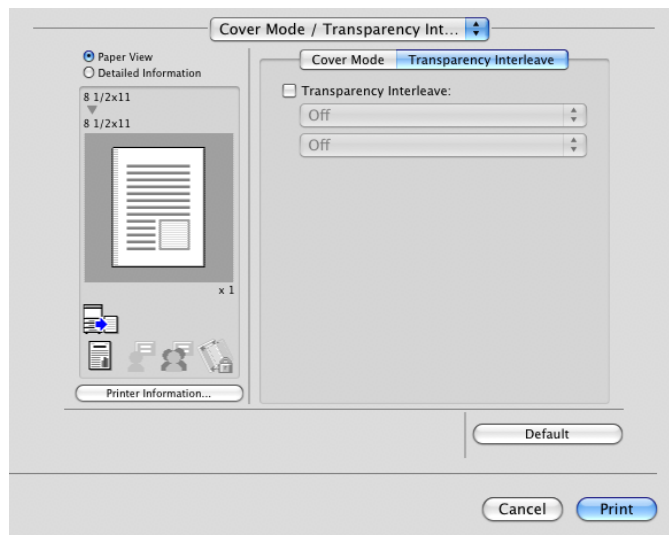 Cover Mode / Transparency Int...
Paper View
Detailed Information
8 1/2x11
8 1/2x11
x 1
Printer Information...
Cover Mode
Transparency Interleave
Transparency Interleave:
Off
Off
Default
Cancel
Print